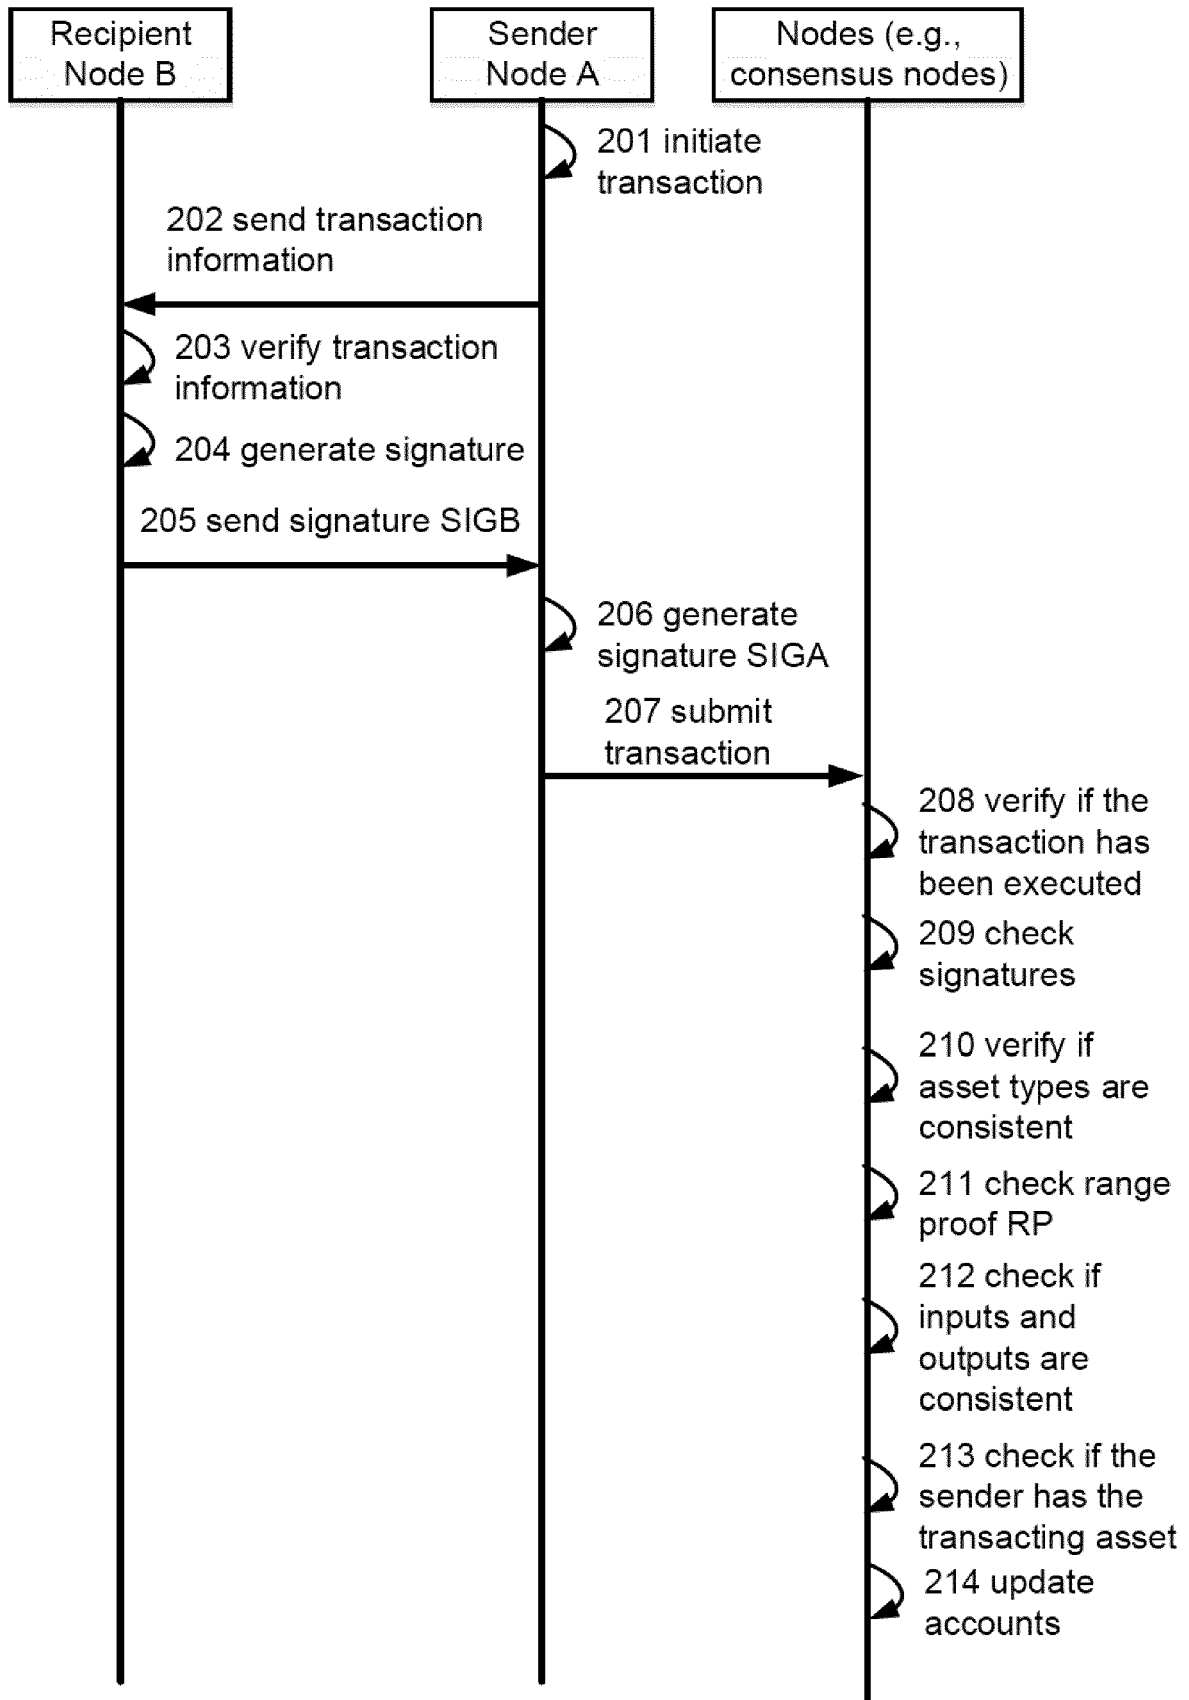 Recipient
Node B
Sender
Node A
Nodes (e.g.,
consensus nodes)
201 initiate
transaction
202 send transaction
information
203 verify transaction
information
204 generate signature
205 send signature SIGB
206 generate
signature SIGA
207 submit
transaction
208 verify if the
transaction has
been executed
209 check
signatures
210 verify if
asset types are
consistent
211 check range
proof RP
212 check if
inputs and
outputs are
consistent
213 check if the
sender has the
transacting asset
214 update
accounts